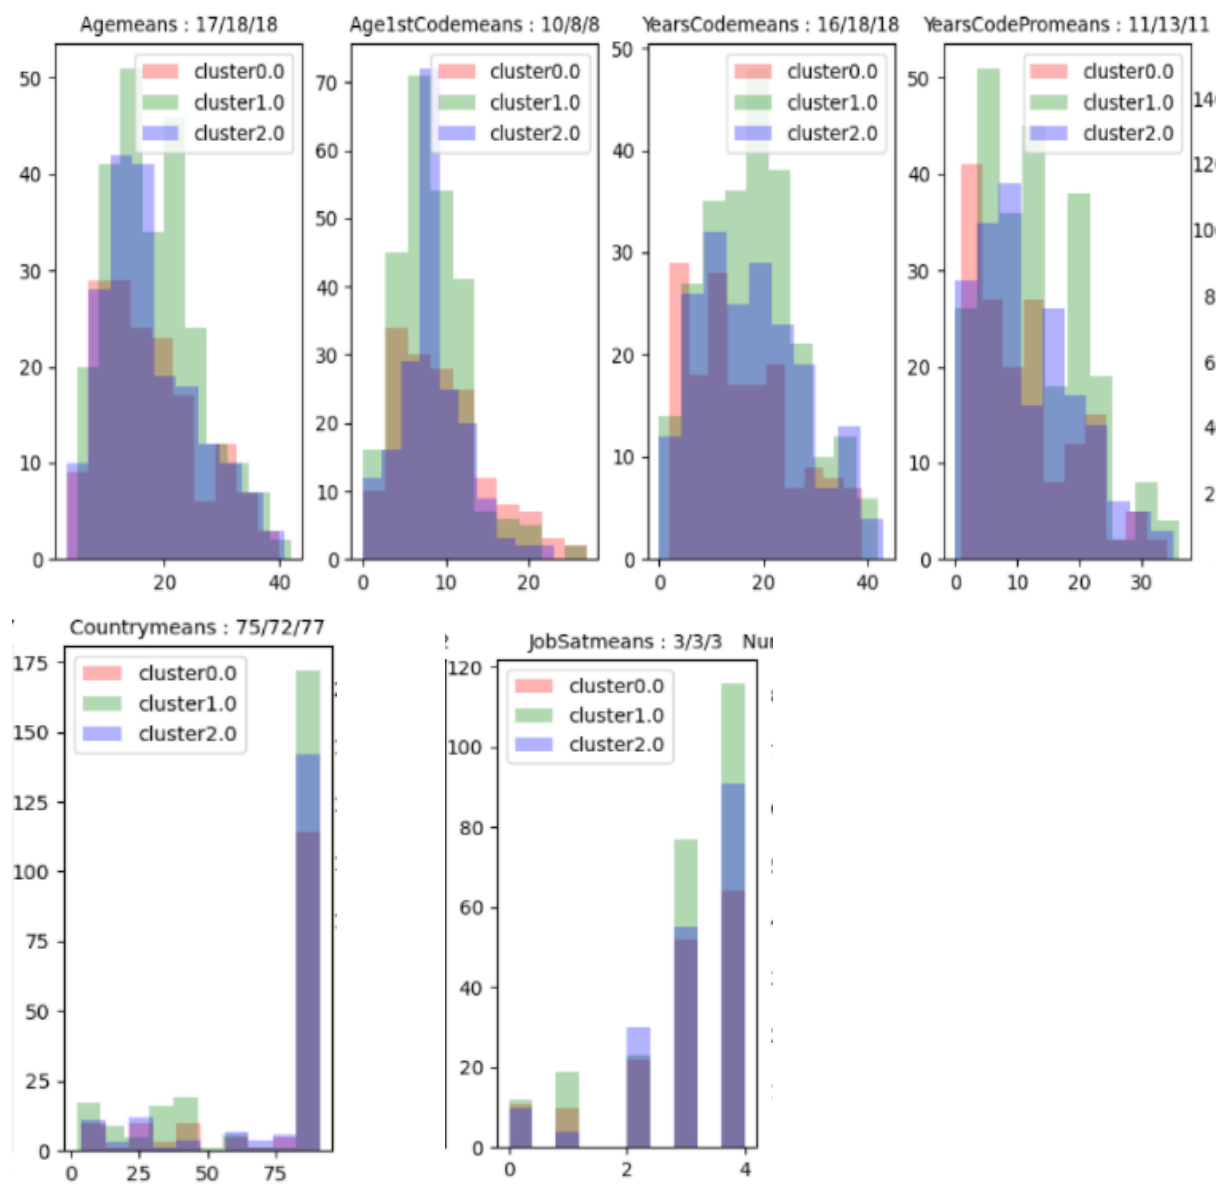 Agemeans : 17/18/18
50
40
30
20
10
0
20
40
cluster0.0
cluster1.0
cluster2.0
Age1stCodemeans : 10/8/8
70
60
50
40
30
20
10
0
0
10
20
cluster0.0
cluster1.0
cluster2.0
YearsCodemeans : 16/18/18
50
40
30
20
10
0
0
20
40
cluster0.0
cluster1.0
cluster2.0
YearsCodePromeans : 11/13/11
50
40
30
20
10
0
0
10
20
30
cluster0.0
cluster1.0
cluster2.0
Countrymeans : 75/72/77
175
150
125
100
75
50
25
0
0
25
50
75
cluster0.0
cluster1.0
cluster2.0
JobSatmeans : 3/3/3
120
100
80
60
40
20
0
0
2
4
cluster0.0
cluster1.0
cluster2.0